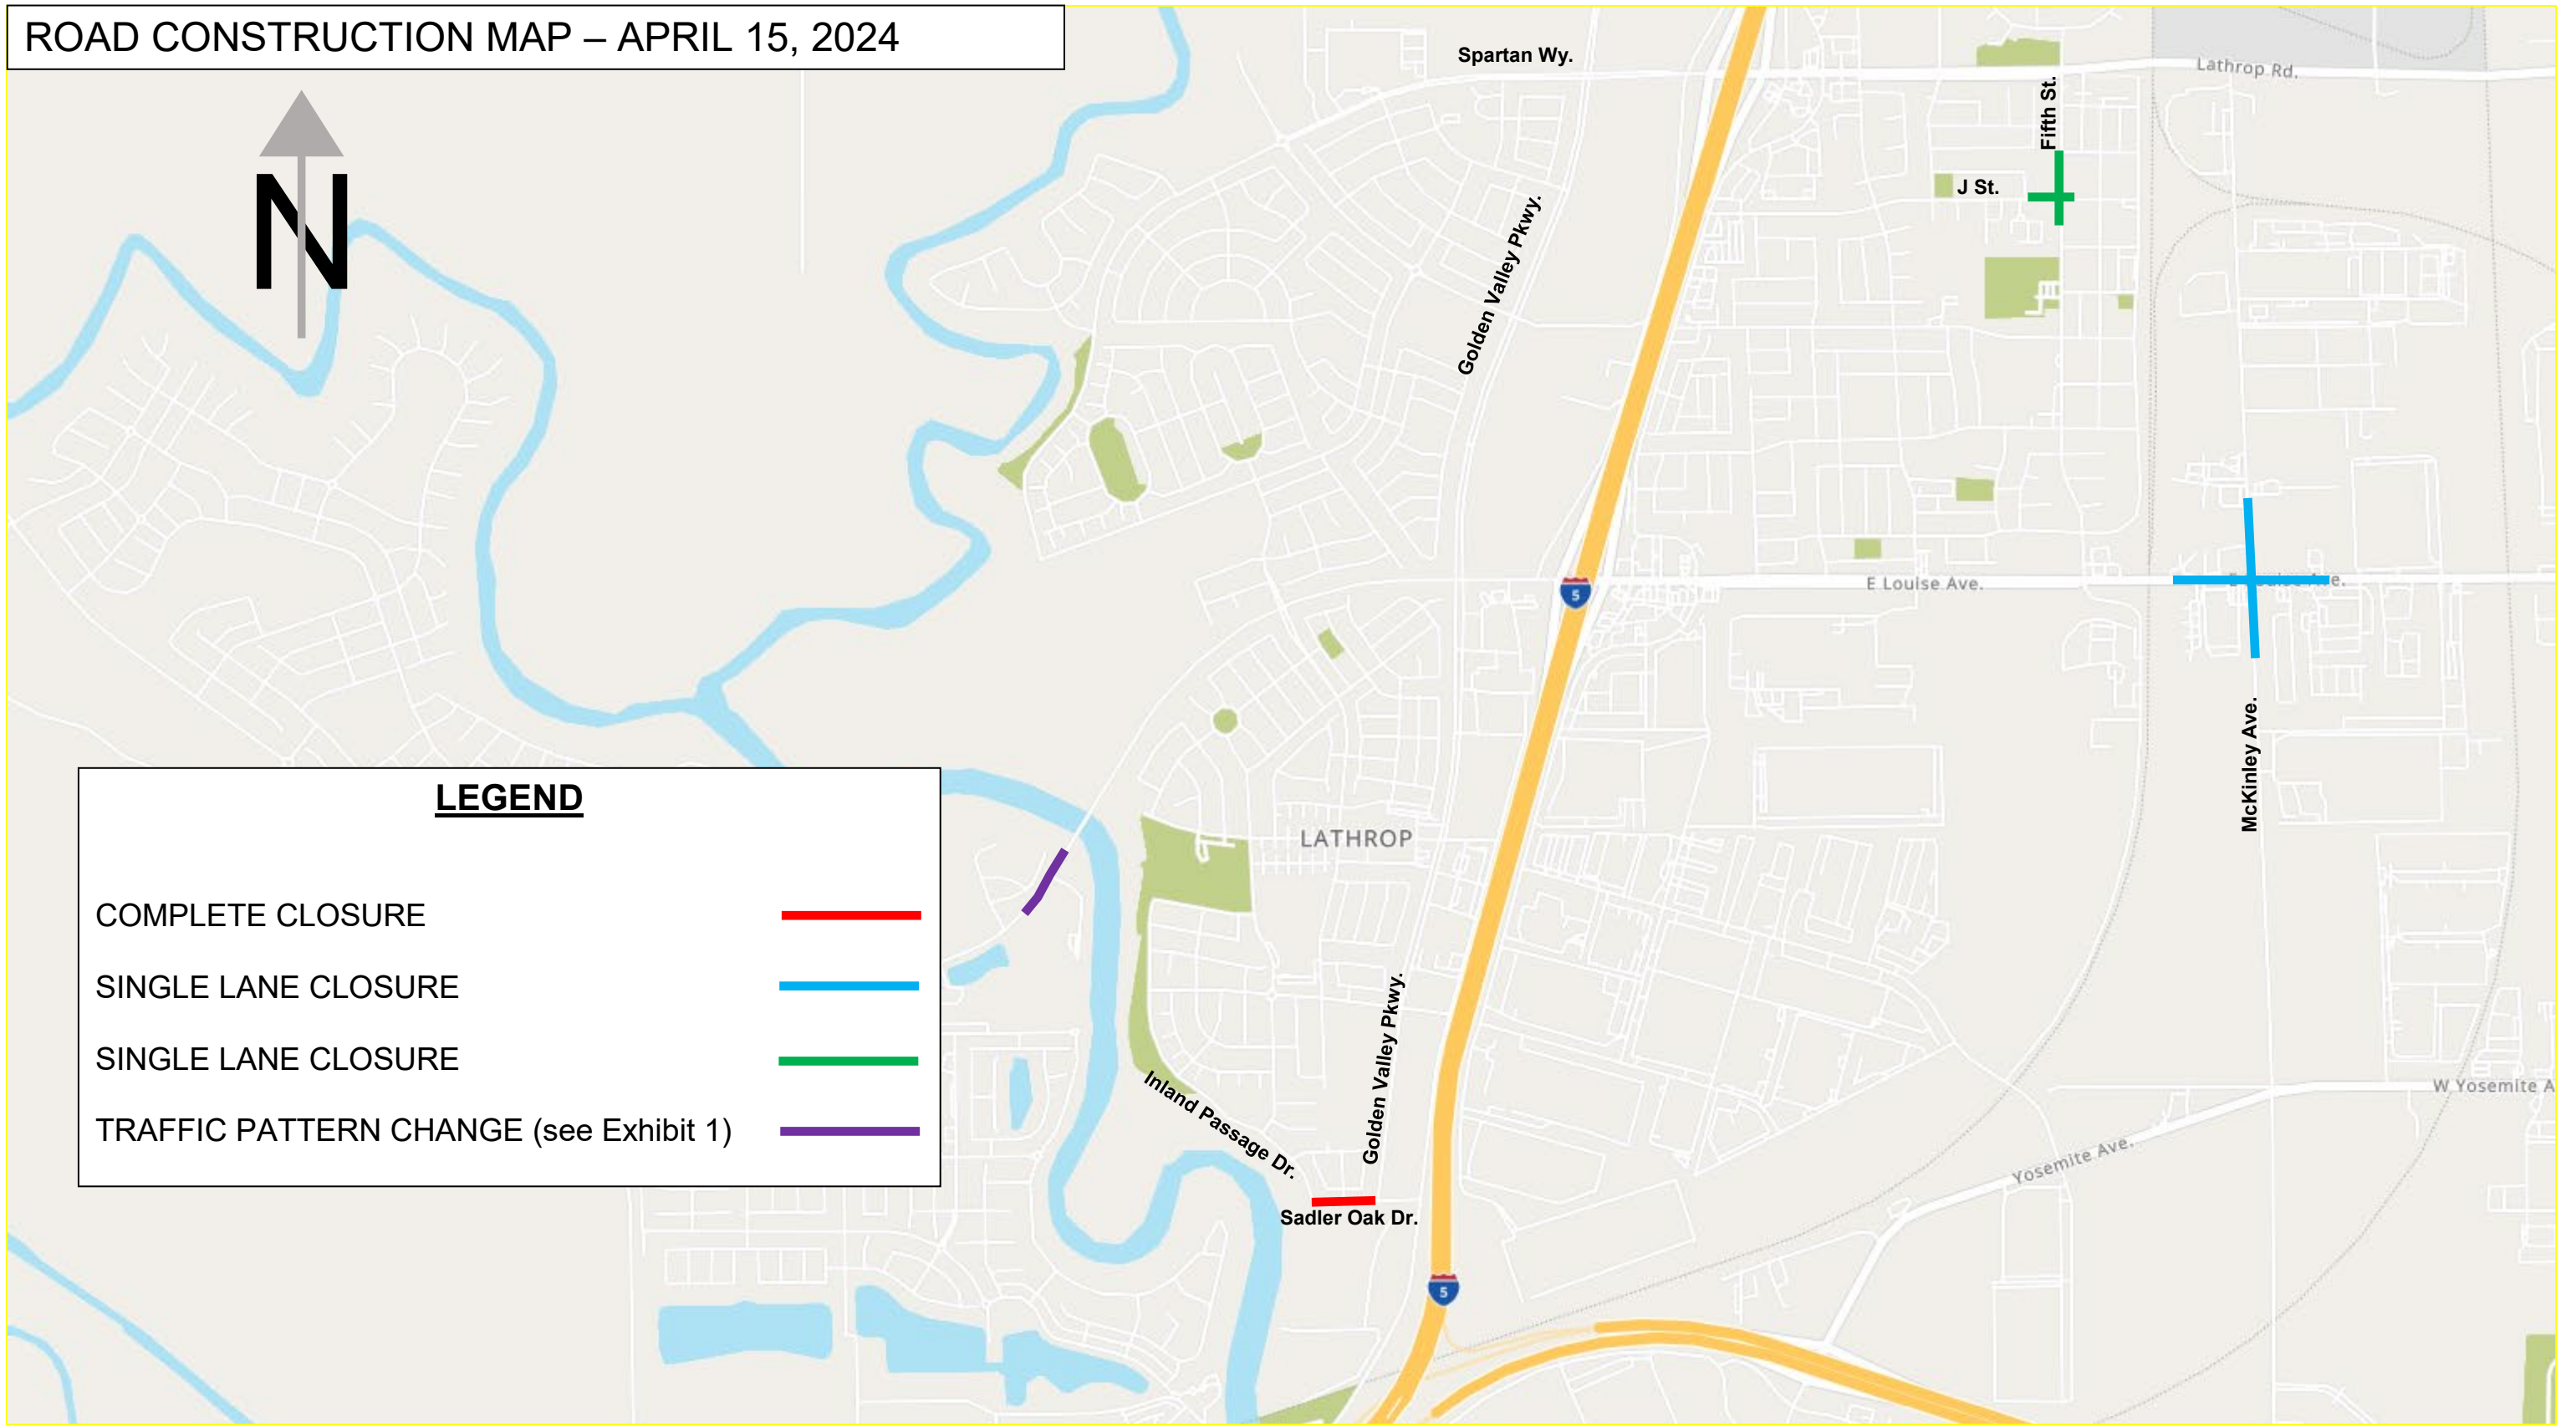 ROAD CONSTRUCTION MAP – APRIL 15, 2024
N
Spartan Wy.
Lathrop Rd.
Fifth St.
J St.
Golden Valley Pkwy.
5
E Louise Ave.
McKinley Ave.
LATHROP
LEGEND
COMPLETE CLOSURE
SINGLE LANE CLOSURE
SINGLE LANE CLOSURE
TRAFFIC PATTERN CHANGE (see Exhibit 1)
Golden Valley Pkwy.
Inland Passage Dr.
Sadler Oak Dr.
W Yosemite A
Yosemite Ave.
5